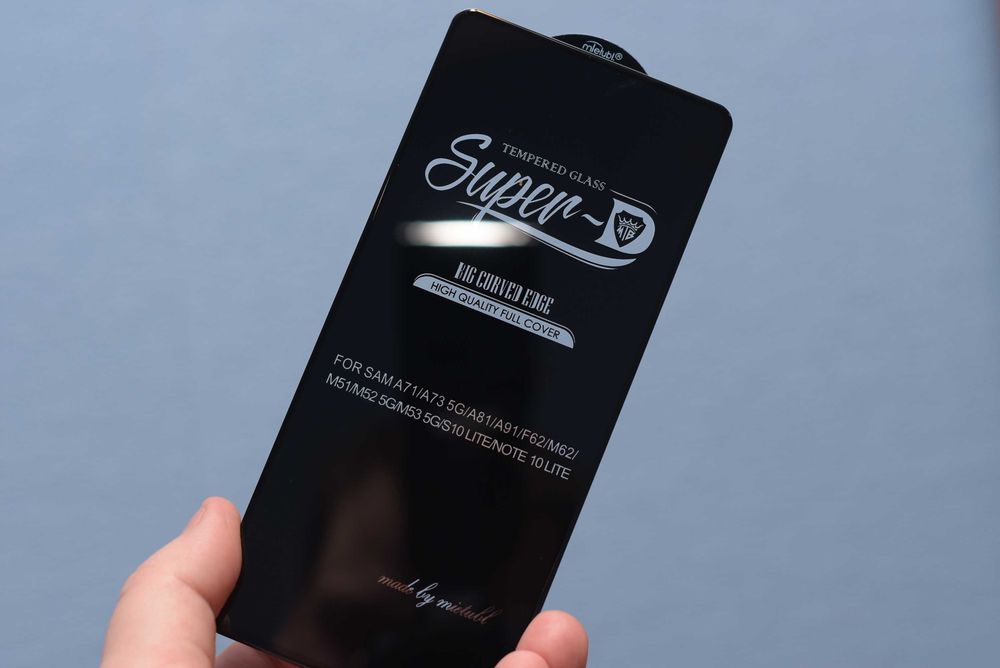 mietubl®
TEMPERED GLASS
Super-D
MTB
BIG CURVED EDGE
HIGH QUALITY FULL COVER
FOR SAM A71/A73 5G/A81/A91/F62/M62/
M51/M52 5G/M53 5G/S10 LITE/NOTE 10 LITE
made by mietubl